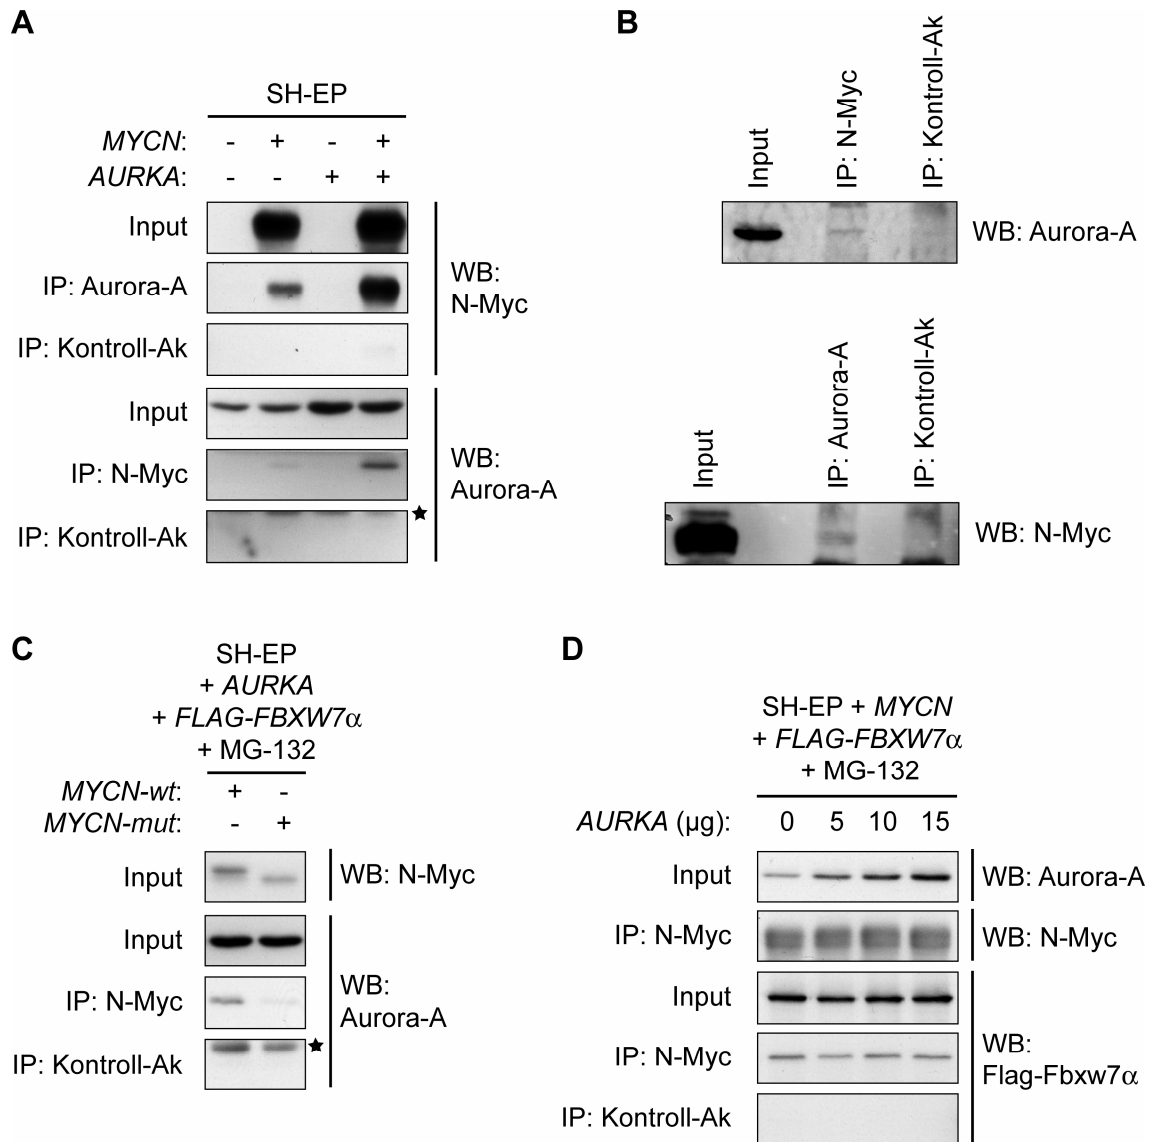 A
SH-EP
MYCN: - + - +
AURKA: - - + +
Input
IP: Aurora-A
IP: Kontroll-Ak
WB:
N-Myc
Input
IP: N-Myc
IP: Kontroll-Ak
WB:
Aurora-A
B
Input
IP: N-Myc
IP: Kontroll-Ak
WB: Aurora-A
Input
IP: Aurora-A
IP: Kontroll-Ak
WB: N-Myc
C
SH-EP
+ AURKA
+ FLAG-FBXW7α
+ MG-132
MYCN-wt: + -
MYCN-mut: - +
Input
WB: N-Myc
Input
IP: N-Myc
IP: Kontroll-Ak
WB:
Aurora-A
D
SH-EP + MYCN
+ FLAG-FBXW7α
+ MG-132
AURKA (µg): 0 5 10 15
Input
WB: Aurora-A
IP: N-Myc
WB: N-Myc
Input
IP: N-Myc
IP: Kontroll-Ak
WB:
Flag-Fbxw7α